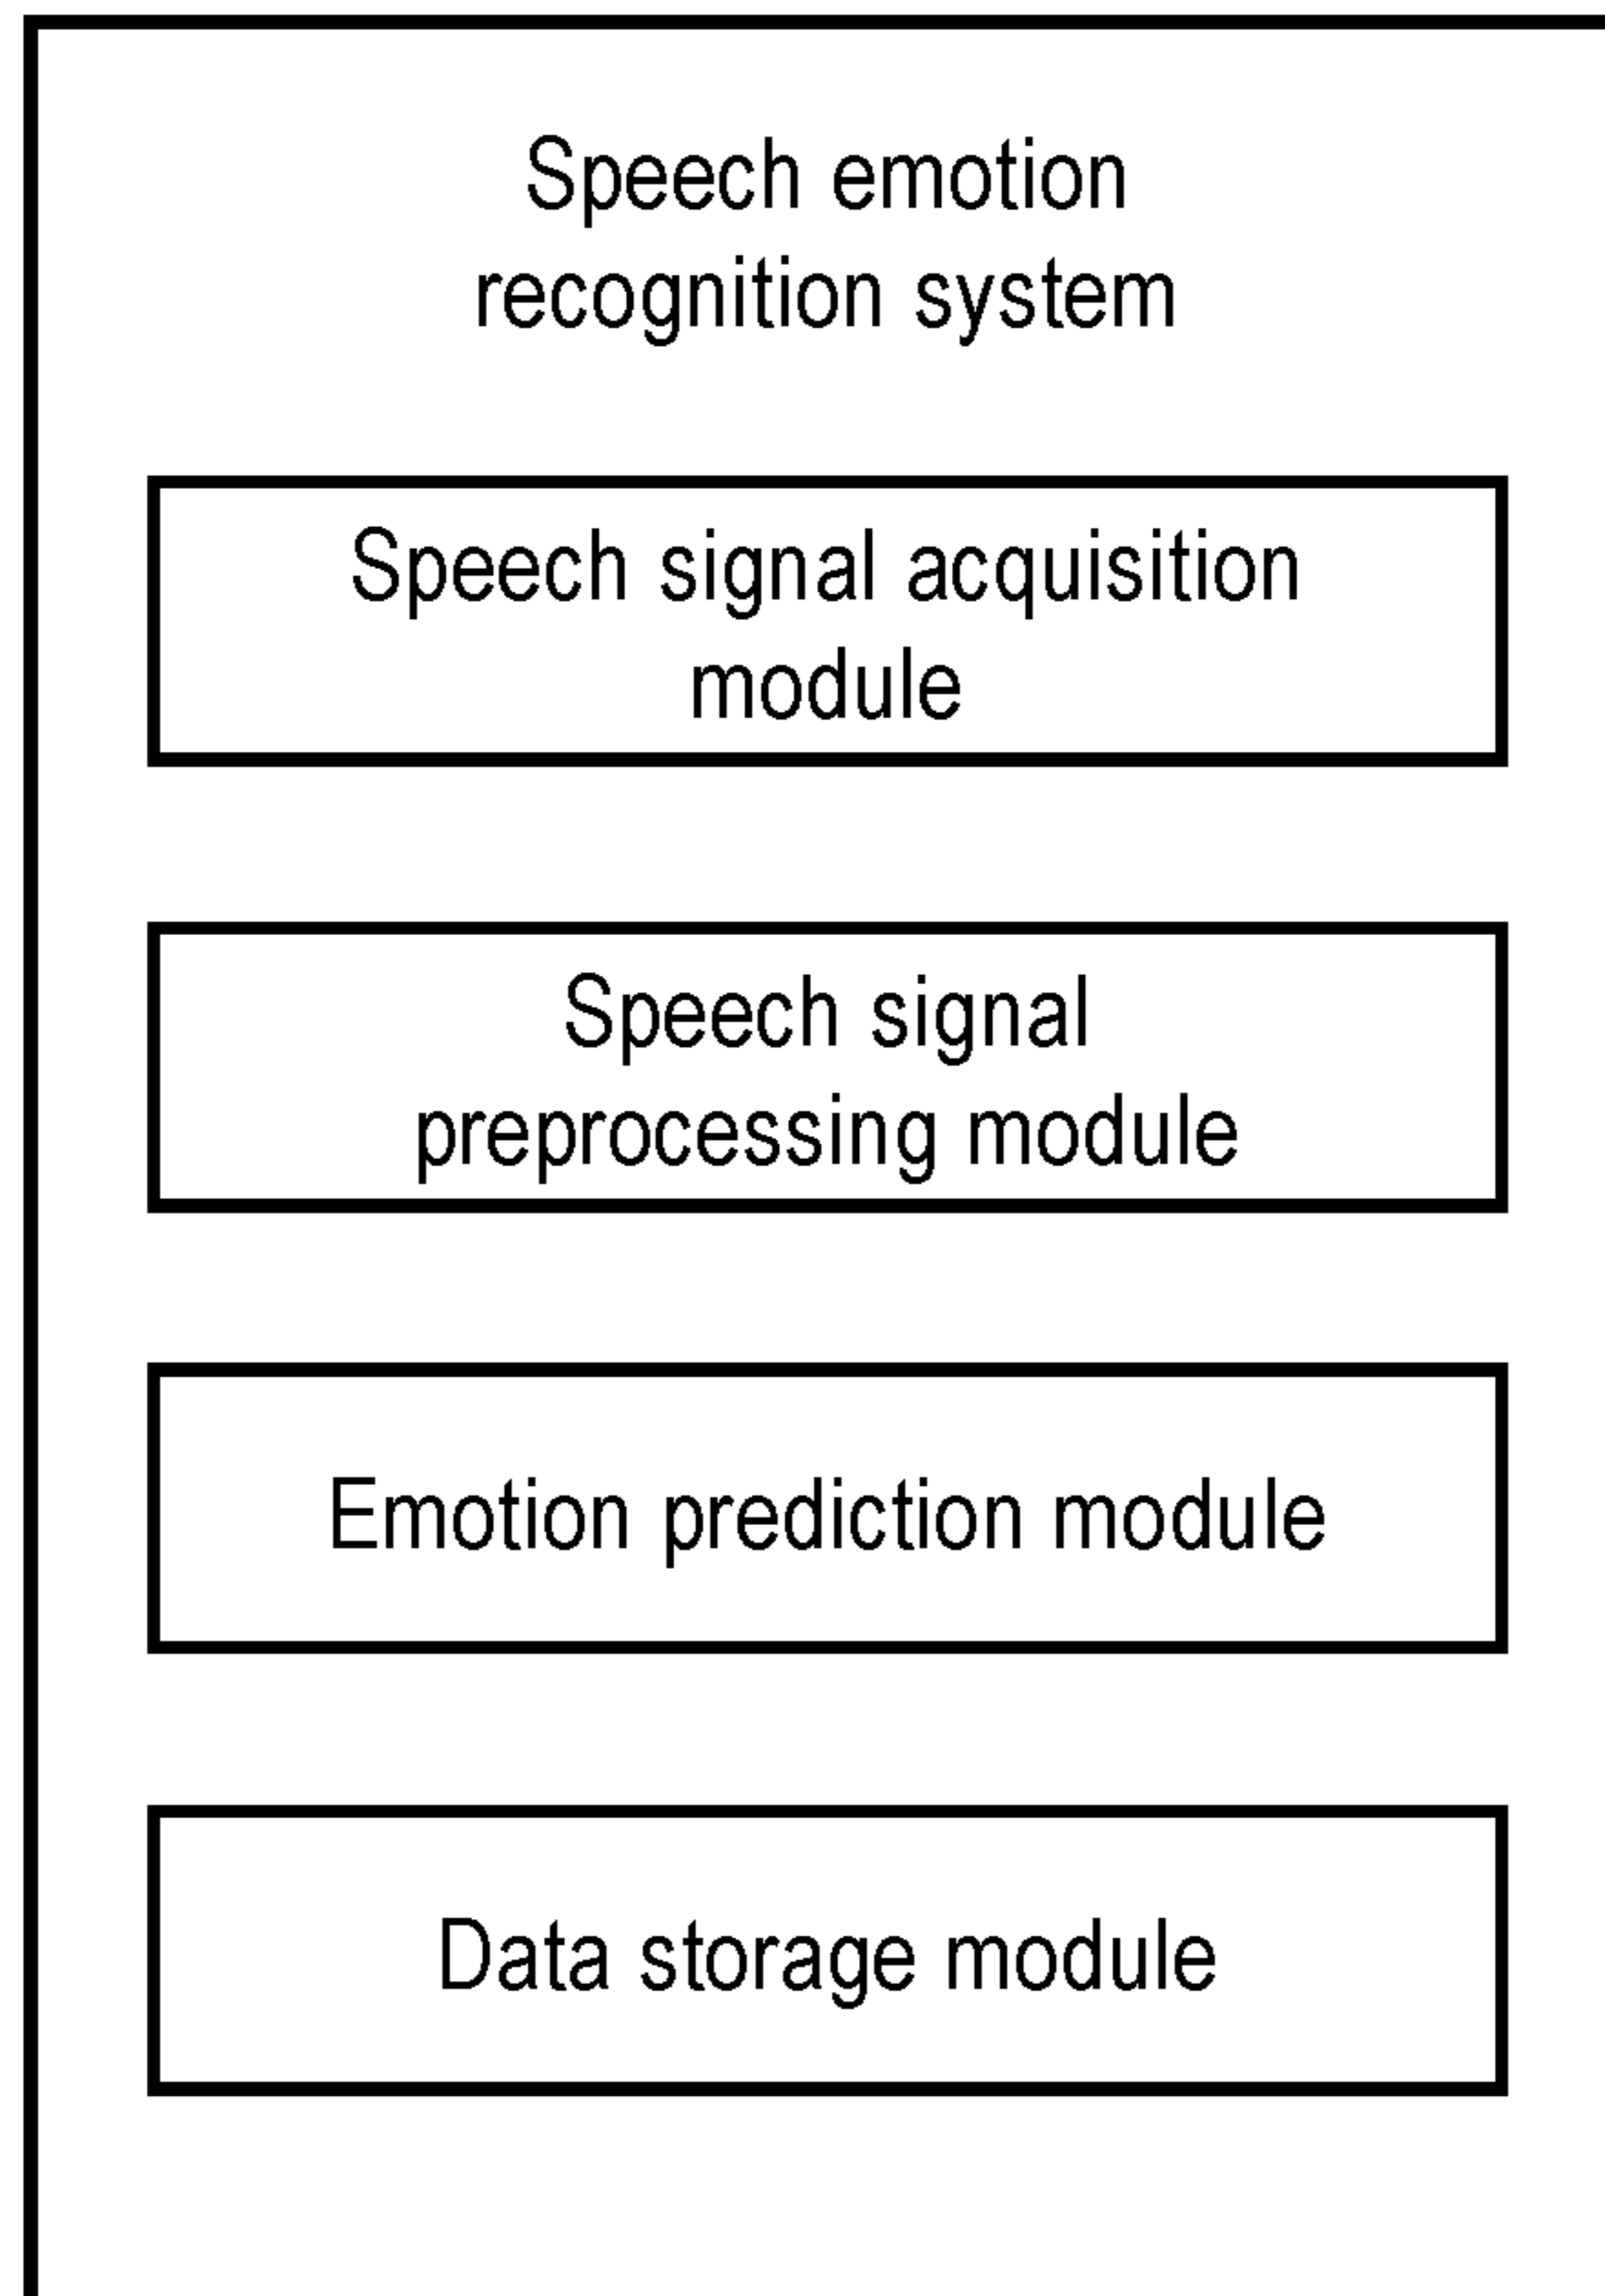 Speech emotion
recognition system
Speech signal acquisition
module
Speech signal
preprocessing module
Emotion prediction module
Data storage module